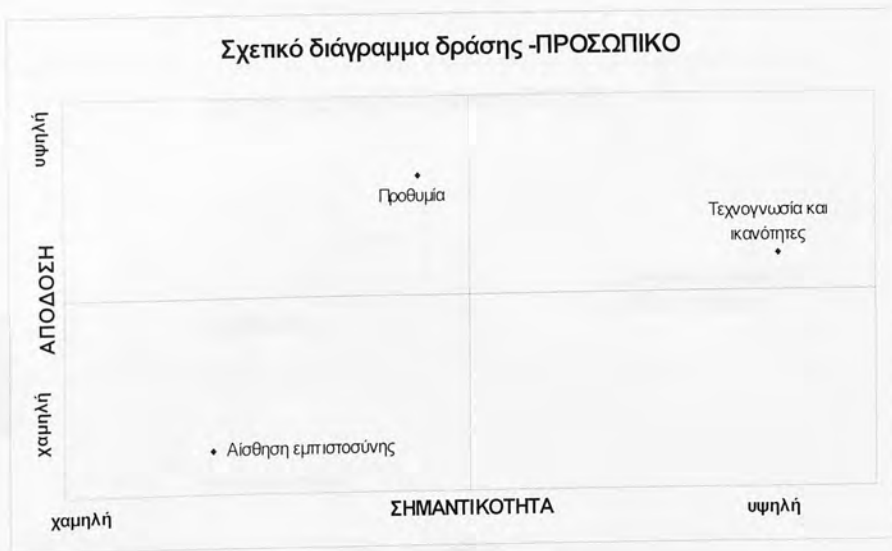 Σχετικό διάγραμμα δράσης -ΠΡΟΣΩΠΙΚΟ
υψηλή
Προθυμία
Τεχνογνωσία και
ικανότητες
ΑΠΟΔΟΣΗ
χαμηλή
Αίσθηση εμπιστοσύνης
χαμηλή
ΣΗΜΑΝΤΙΚΟΤΗΤΑ
υψηλή